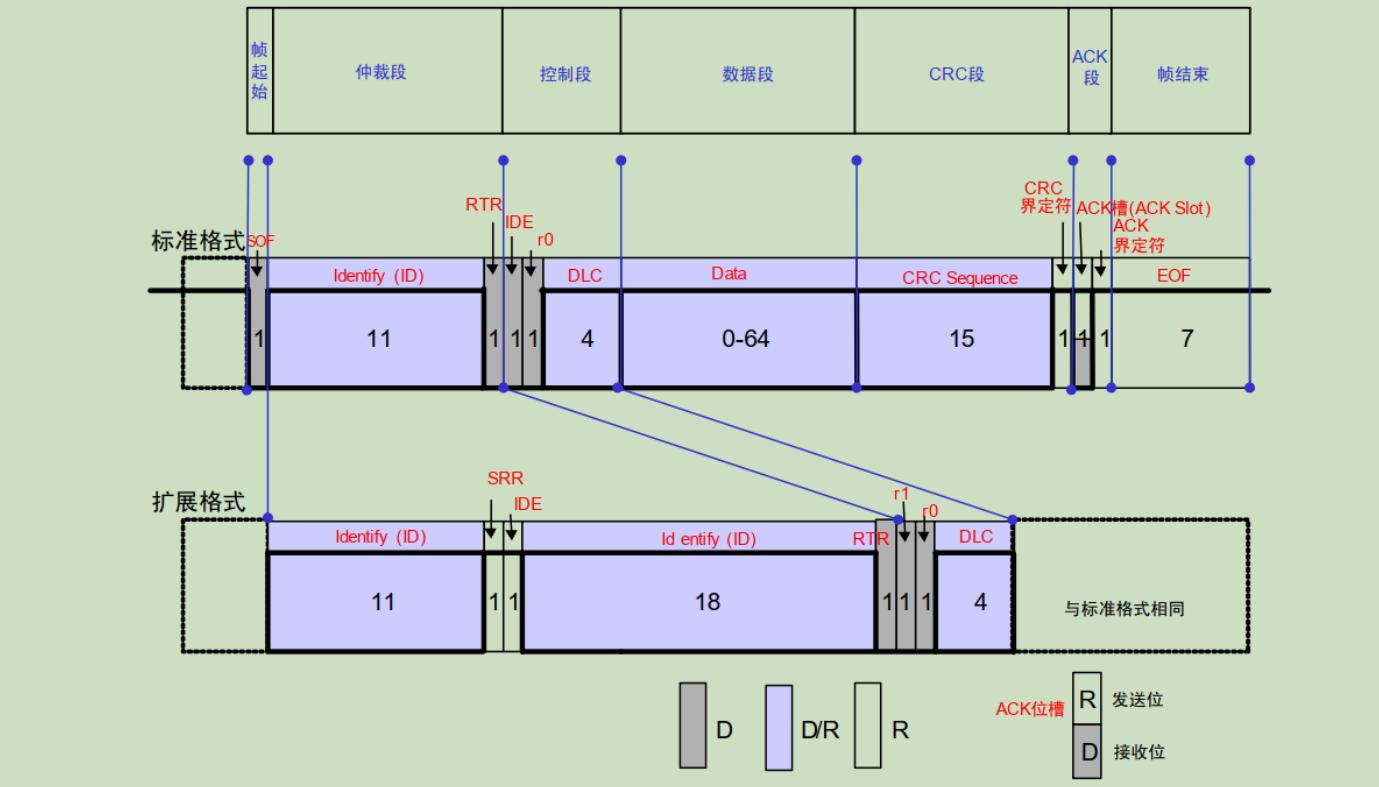 帧起始
仲裁段
控制段
数据段
CRC段
ACK
段
帧结束
RTR
IDE
r0
CRC
界定符
ACK槽(ACK Slot)
ACK
界定符
标准格式
SOF
Identify (ID)
DLC
Data
CRC Sequence
EOF
1
11
1
1
1
4
0-64
15
1
1
1
7
扩展格式
SRR
IDE
r1
r0
Identify (ID)
Id entify (ID)
RTR
DLC
11
1
1
18
1
1
1
4
与标准格式相同
D
D/R
R
ACK位槽
R
发送位
D
接收位